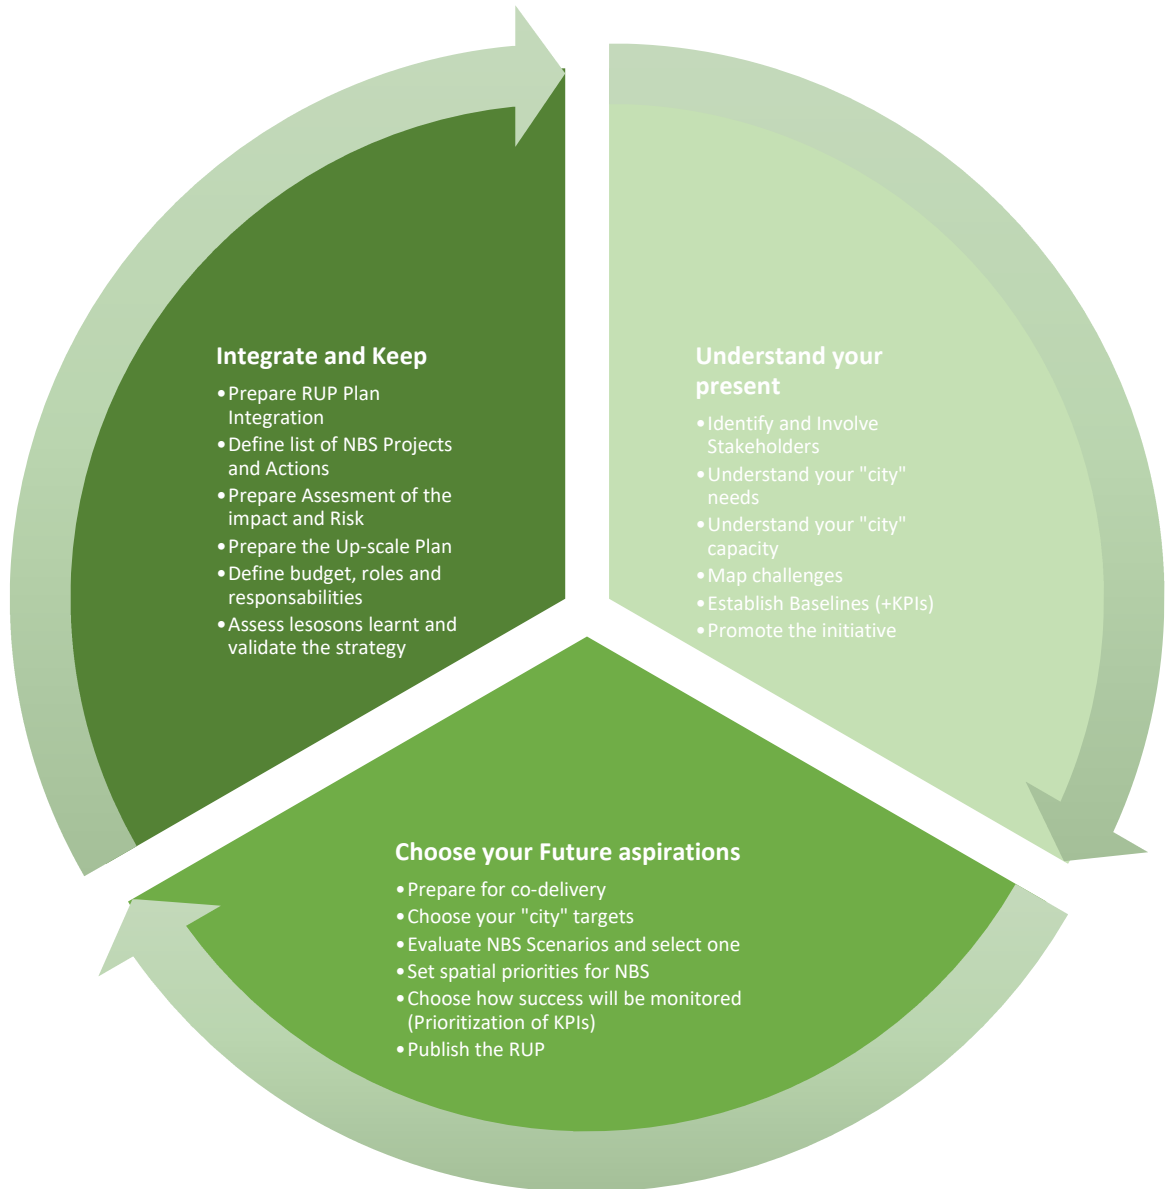 Integrate and Keep
•Prepare RUP Plan
Integration
•Define list of NBS Projects
and Actions
•Prepare Assesment of the
impact and Risk
•Prepare the Up-scale Plan
•Define budget, roles and
responsabilities
•Assess lesosons learnt and
validate the strategy
Understand your
present
•Identify and Involve
Stakeholders
•Understand your "city"
needs
•Understand your "city"
capacity
•Map challenges
•Establish Baselines (+KPIs)
•Promote the initiative
Choose your Future aspirations
•Prepare for co-delivery
•Choose your "city" targets
•Evaluate NBS Scenarios and select one
•Set spatial priorities for NBS
•Choose how success will be monitored
(Prioritization of KPIs)
•Publish the RUP